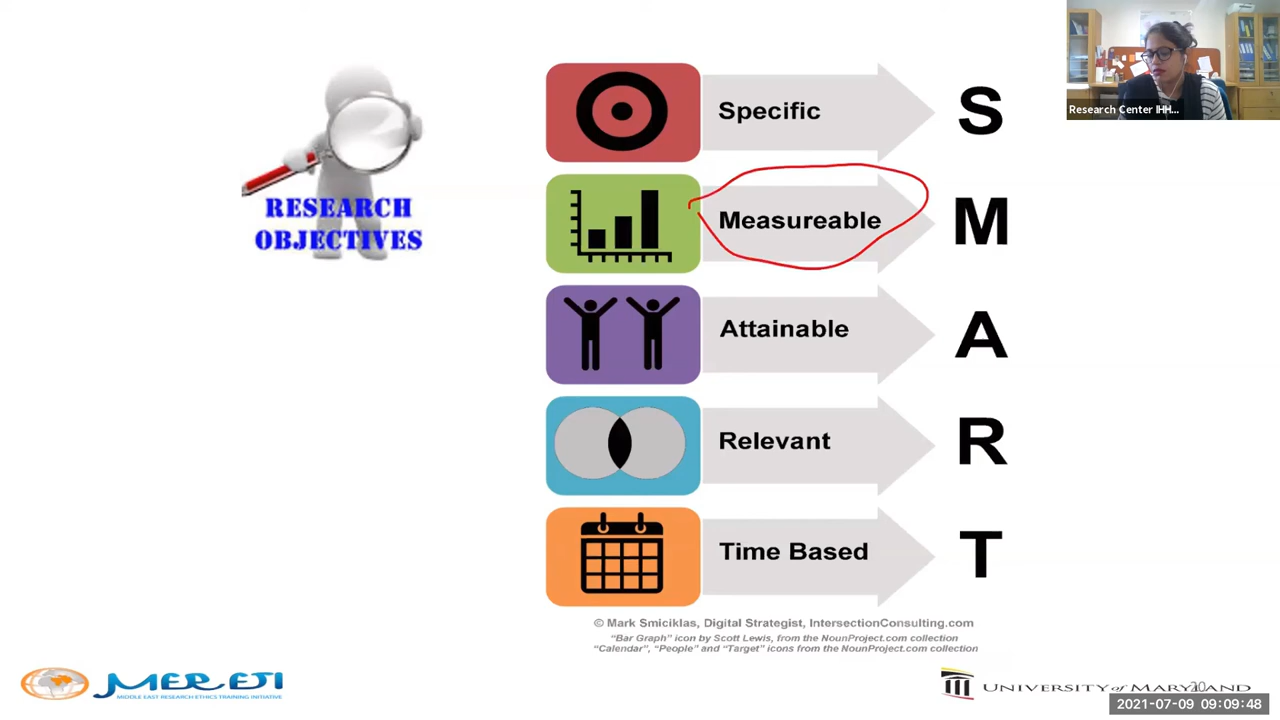 Research Center IHH...
RESEARCH
OBJECTIVES
Specific
S
Measureable
M
Attainable
A
Relevant
R
Time Based
T
© Mark Smiciklas, Digital Strategist, IntersectionConsulting.com
"Bar Graph" icon by Scott Lewis, from the NounProject.com collection
"Calendar", "People" and "Target" icons from the NounProject.com collection
MERETI
MIDDLE EAST RESEARCH ETHICS TRAINING INITIATIVE
UNIVERSITY OF MARYLAND
20
2021-07-09 09:09:48